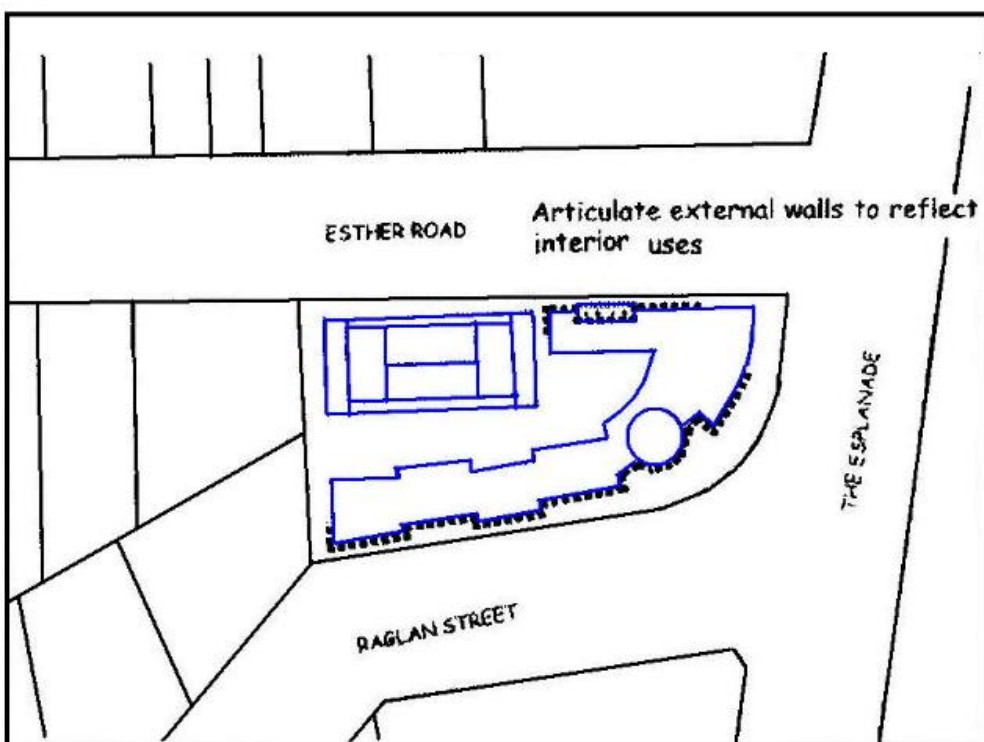 Articulate external walls to reflect
interior uses
ESTHER ROAD
THE ESPLANADE
RAGLAN STREET